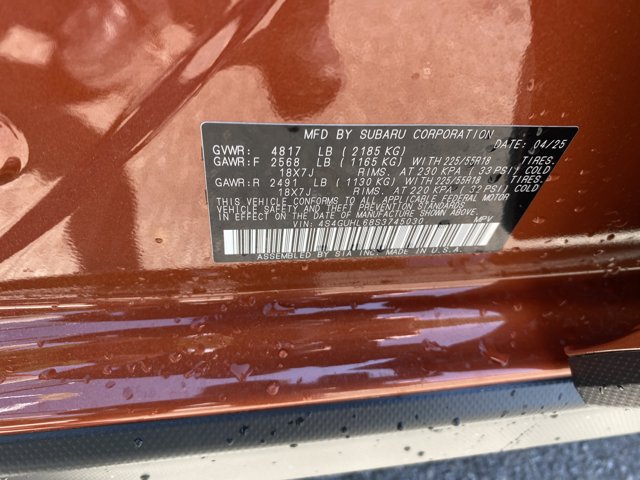 MFD BY SUBARU CORPORATION DATE: 04/25
GVWR: 4817 LB ( 2185 KG)
GAWR:F 2568 LB ( 1165 KG) WITH 225/55R18 TIRES.
18X7J RIMS. AT 230 KPA ( 33 PSI) COLD
GAWR:R 2491 LB ( 1130 KG) WITH 225/55R18 TIRES.
18X7J RIMS. AT 220 KPA ( 32 PSI) COLD
THIS VEHICLE CONFORMS TO ALL APPLICABLE FEDERAL MOTOR
VEHICLE SAFETY AND THEFT PREVENTION STANDARDS
IN EFFECT ON THE DATE OF MANUFACTURE SHOWN ABOVE.
VIN: 4S4GUHL68S3745030 MPV
ASSEMBLED BY SIA INC. MADE IN U.S.A.